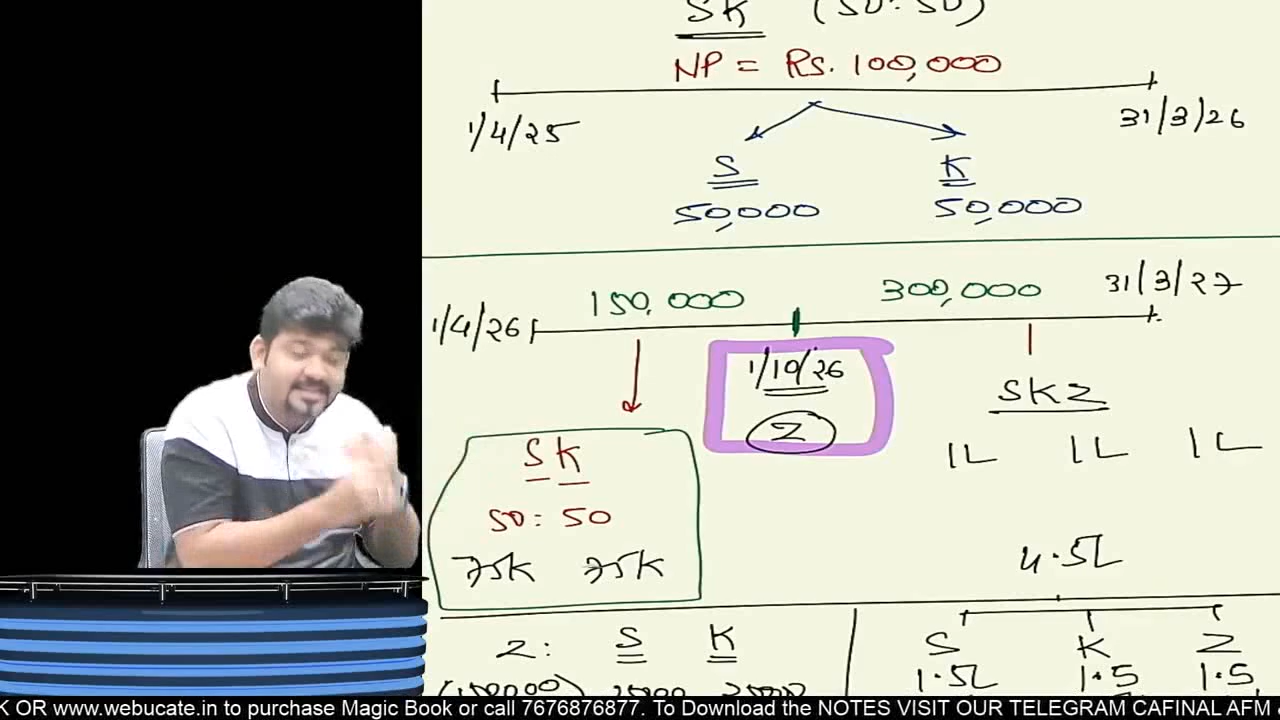 SK (50:50)
NP = Rs. 100,000
1/4/25
31/3/26
S K
50,000 50,000
150,000 300,000
1/4/26
31/3/27
1/10/26
Z
SK
50:50
75K 75K
SKZ
1L 1L 1L
4.5L
Z: S K
(150000) 75000 75000
S K Z
1.5L 1.5 1.5
K OR www.webucate.in to purchase Magic Book or call 7676876877. To Download the NOTES VISIT OUR TELEGRAM CAFINAL AFM